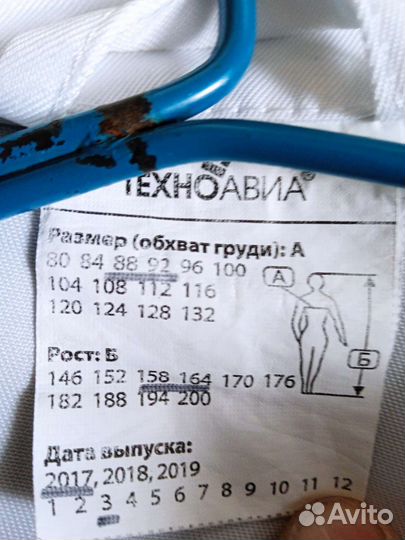 ТЕХНОАВИА®
Размер (обхват груди): А
80 84 88 92 96 100
104 108 112 116
120 124 128 132
А
Рост: Б
146 152 158 164 170 176
182 188 194 200
Б
Дата выпуска:
2017, 2018, 2019
1 2 3 4 5 6 7 8 9 10 11 12
Avito